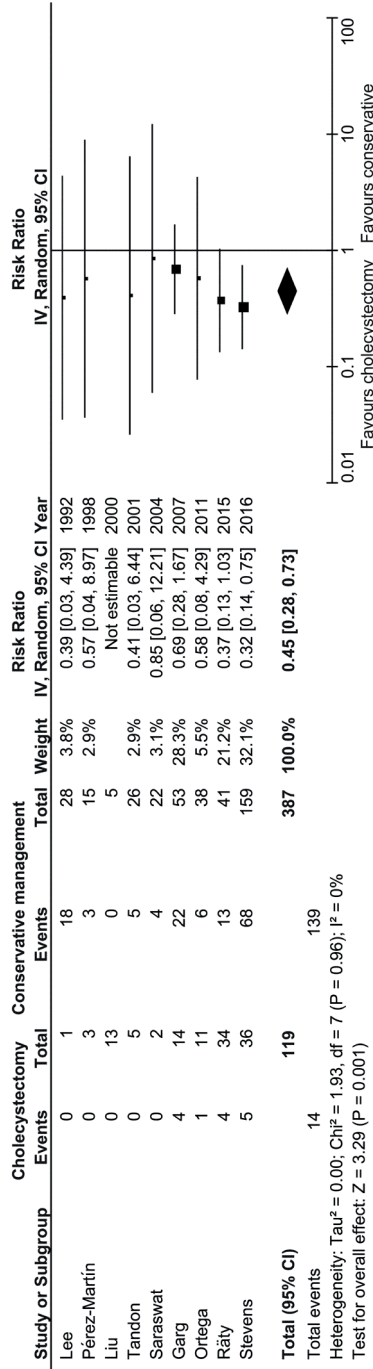 Cholecystectomy Conservative management Risk Ratio Risk Ratio
Study or Subgroup Events Total Events Total Weight IV, Random, 95% CI Year IV, Random, 95% CI
Lee 0 1 18 28 3.8% 0.39 [0.03, 4.39] 1992
Pérez-Martín 0 3 3 15 2.9% 0.57 [0.04, 8.97] 1998
Liu 0 13 0 5 Not estimable 2000
Tandon 0 5 5 26 2.9% 0.41 [0.03, 6.44] 2001
Saraswat 0 2 4 22 3.1% 0.85 [0.06, 12.21] 2004
Garg 4 14 22 53 28.3% 0.69 [0.28, 1.67] 2007
Ortega 1 11 6 38 5.5% 0.58 [0.08, 4.29] 2011
Räty 4 34 13 41 21.2% 0.37 [0.13, 1.03] 2015
Stevens 5 36 68 159 32.1% 0.32 [0.14, 0.75] 2016
Total (95% CI) 119 387 100.0% 0.45 [0.28, 0.73]
Total events 14 139
Heterogeneity: Tau² = 0.00; Chi² = 1.93, df = 7 (P = 0.96); I² = 0%
Test for overall effect: Z = 3.29 (P = 0.001)
0.01 0.1 1 10 100
Favours cholecystectomy Favours conservative